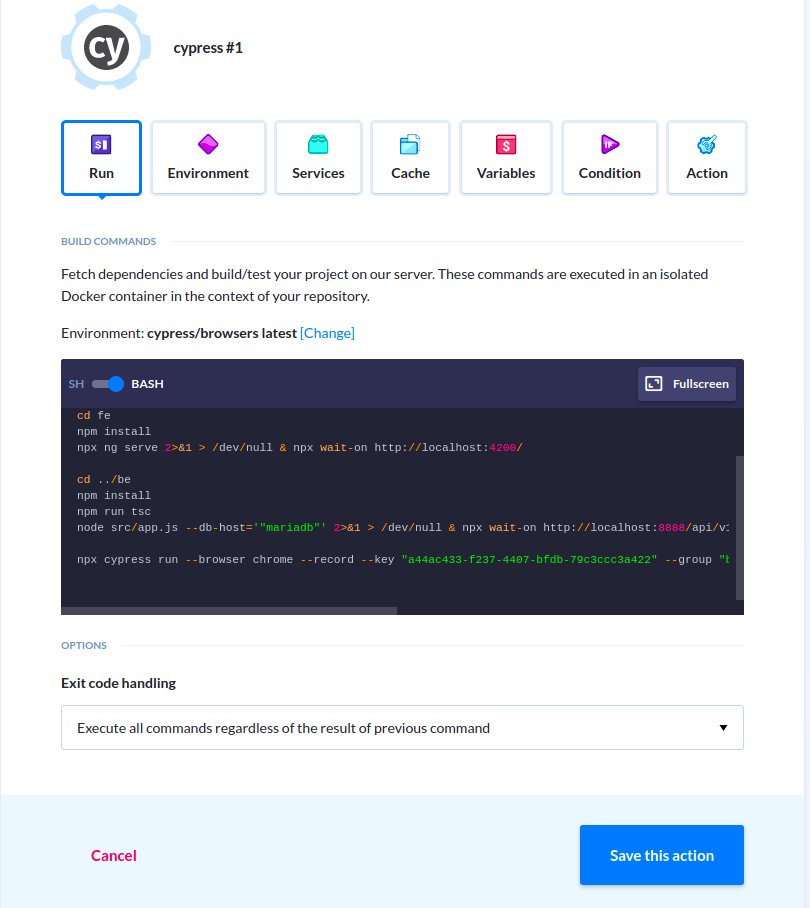 cy
cypress #1
$ IF $
Run Environment Services Cache Variables Condition Action
BUILD COMMANDS
Fetch dependencies and build/test your project on our server. These commands are executed in an isolated
Docker container in the context of your repository.
Environment: cypress/browsers latest [Change]
SH BASH Fullscreen
cd fe
npm install
npx ng serve 2>&1 > /dev/null & npx wait-on http://localhost:4200/
cd ../be
npm install
npm run tsc
node src/app.js --db-host='"mariadb"' 2>&1 > /dev/null & npx wait-on http://localhost:8888/api/v1
npx cypress run --browser chrome --record --key "a44ac433-f237-4407-bfdb-79c3ccc3a422" --group "
OPTIONS
Exit code handling
Execute all commands regardless of the result of previous command
Cancel Save this action